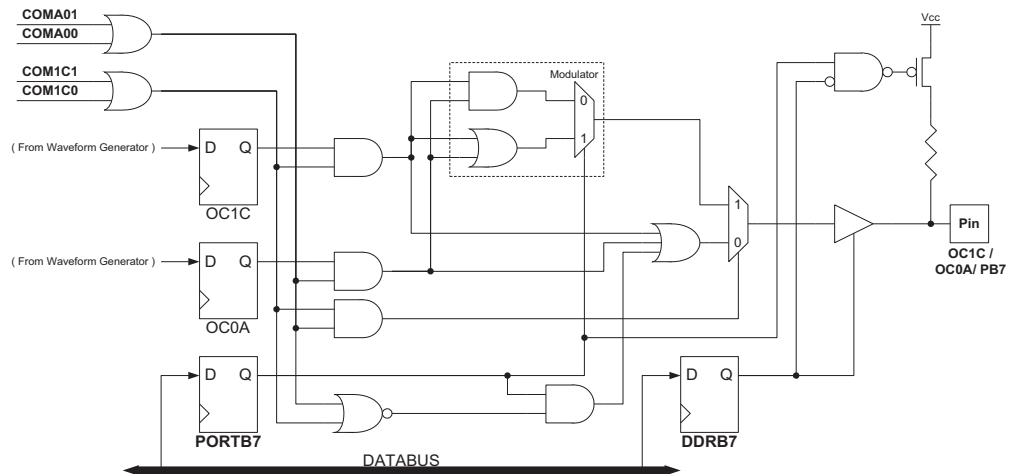 COMA01
COMA00
COM1C1
COM1C0
Vcc
Modulator
0
1
( From Waveform Generator )
D Q
OC1C
1
0
Pin
OC1C /
OC0A/ PB7
( From Waveform Generator )
D Q
OC0A
D Q
PORTB7
D Q
DDRB7
DATABUS